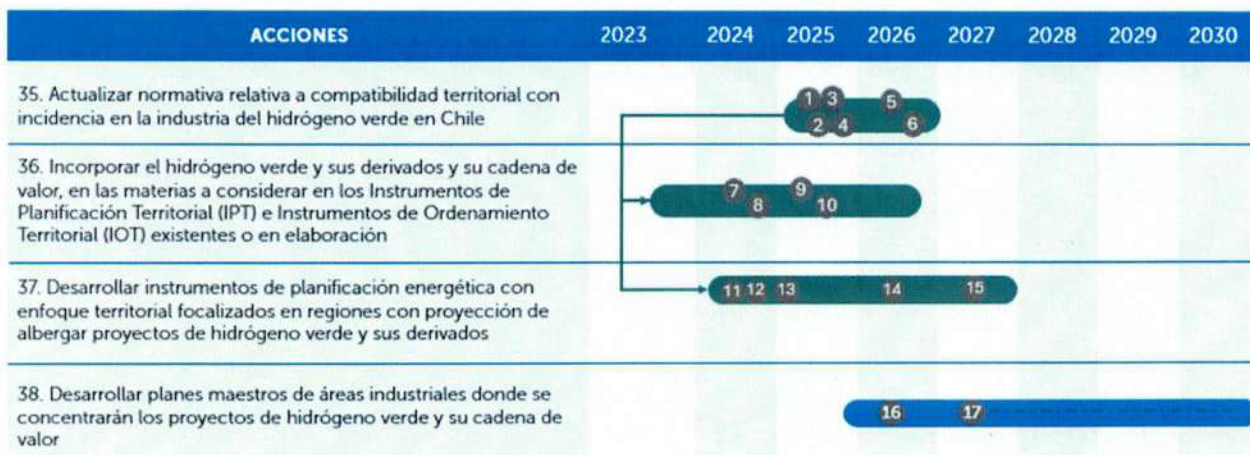 ACCIONES 2023 2024 2025 2026 2027 2028 2029 2030
35. Actualizar normativa relativa a compatibilidad territorial con
incidencia en la industria del hidrógeno verde en Chile
1 3 5
2 4 6
36. Incorporar el hidrógeno verde y sus derivados y su cadena de
valor, en las materias a considerar en los Instrumentos de
Planificación Territorial (IPT) e Instrumentos de Ordenamiento
Territorial (IOT) existentes o en elaboración
7 9
8 10
37. Desarrollar instrumentos de planificación energética con
enfoque territorial focalizados en regiones con proyección de
albergar proyectos de hidrógeno verde y sus derivados
11 12 13 14 15
38. Desarrollar planes maestros de áreas industriales donde se
concentrarán los proyectos de hidrógeno verde y su cadena de
valor
16 17